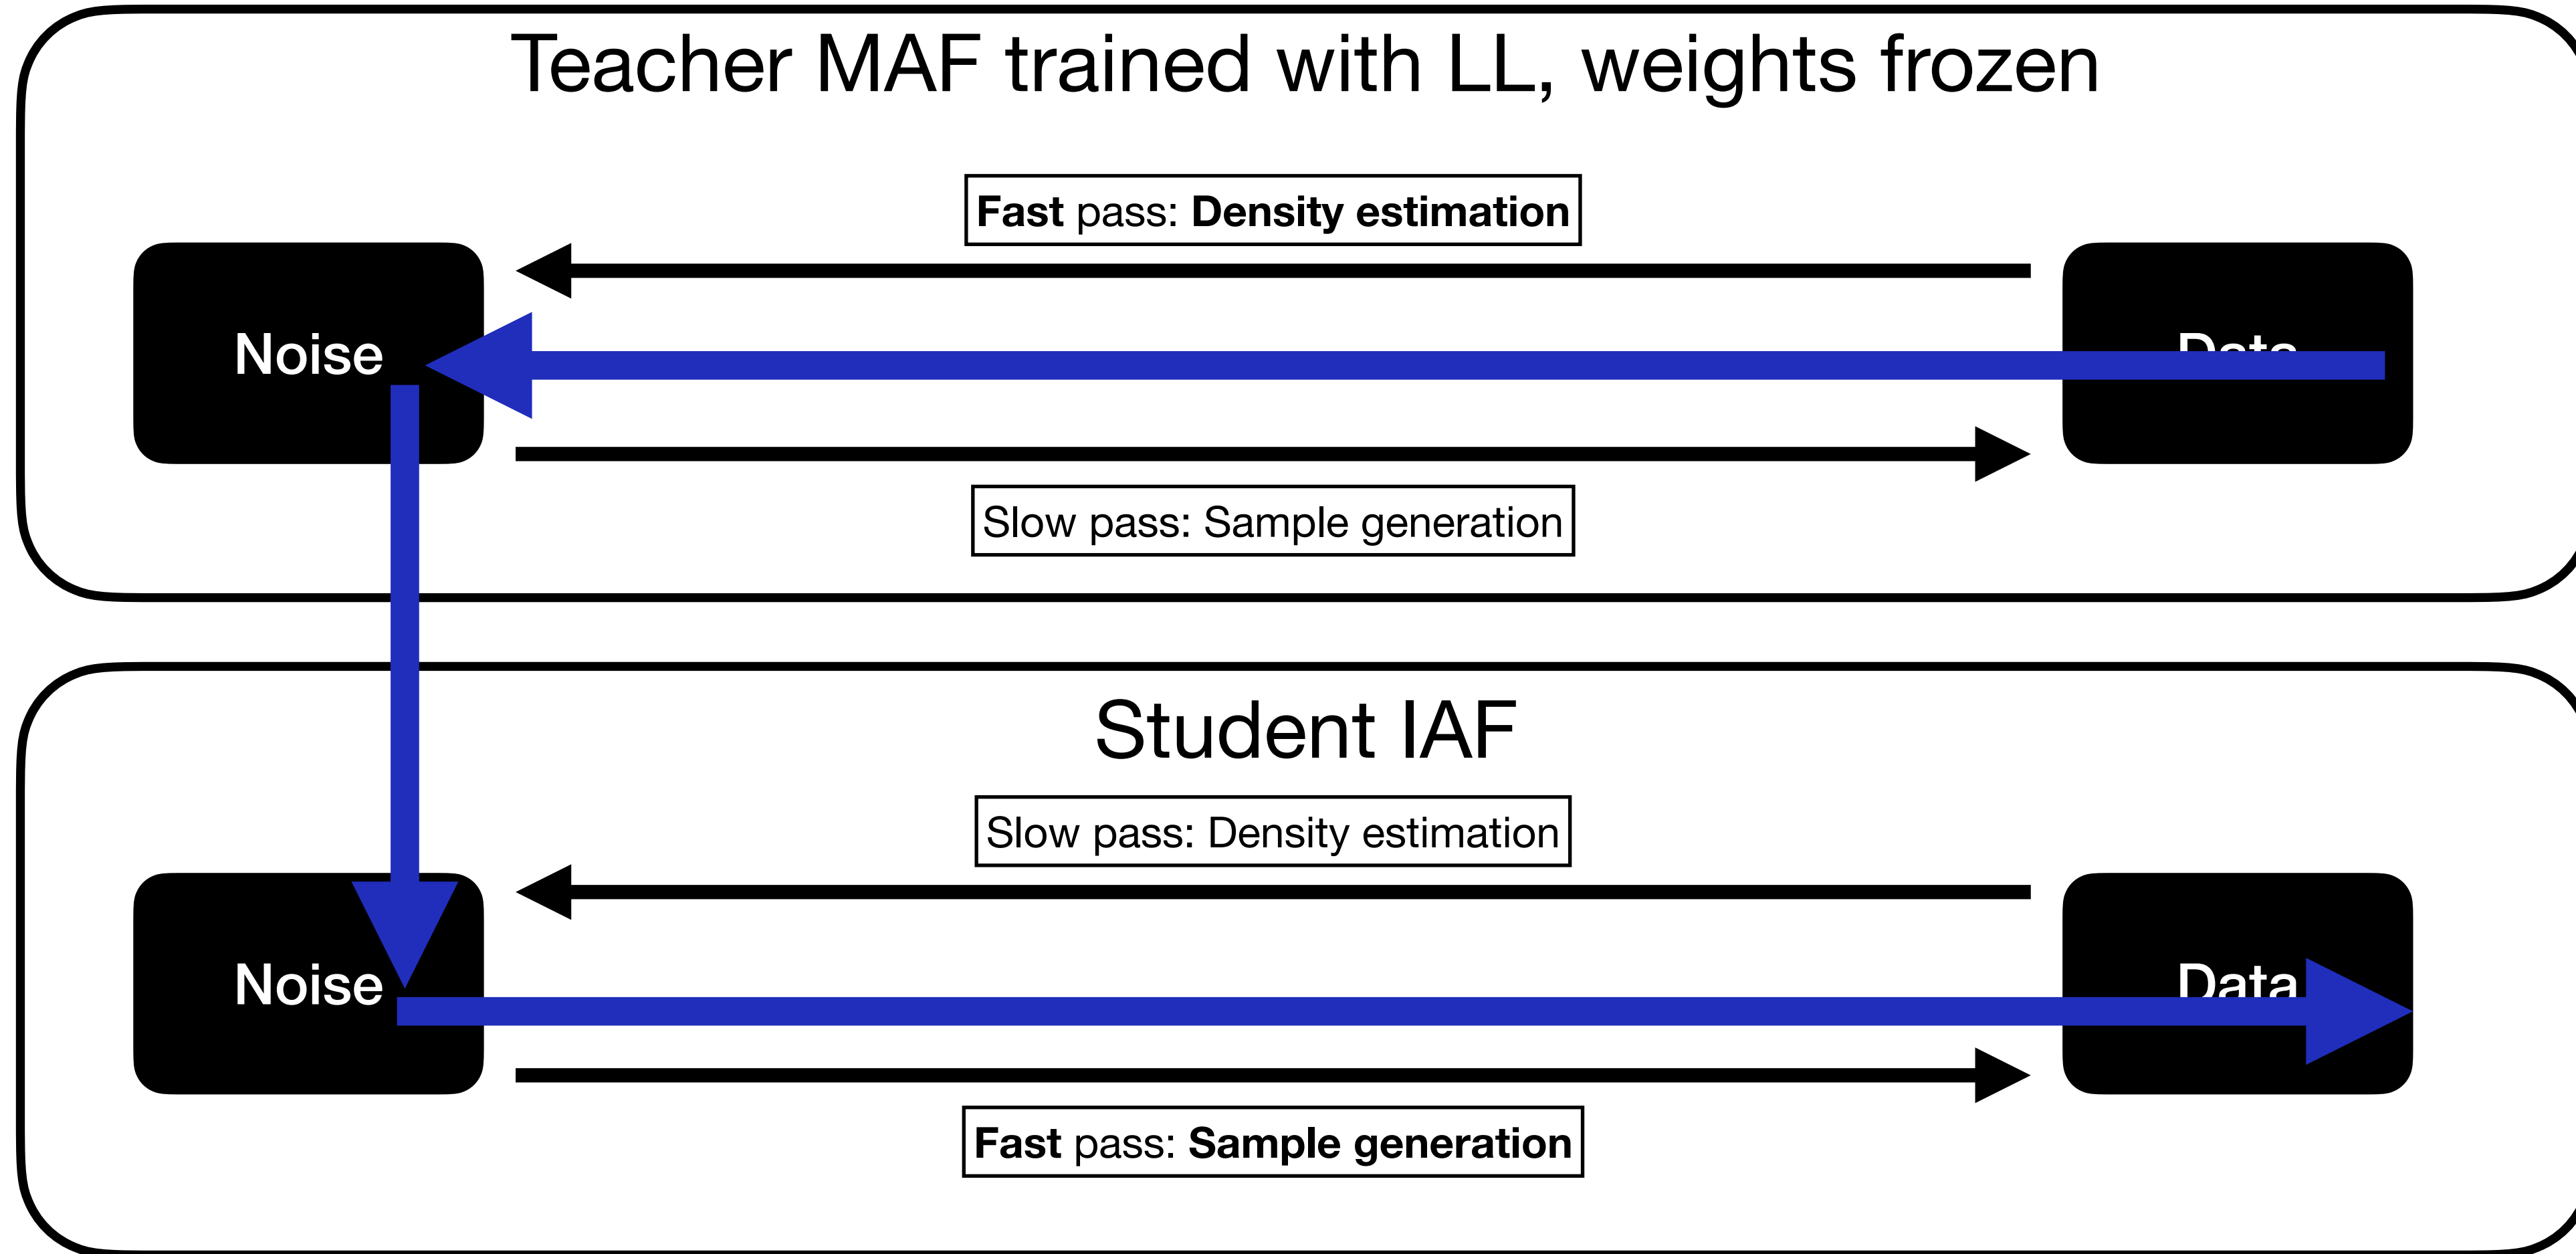 Teacher MAF trained with LL, weights frozen
Fast pass: Density estimation
Noise
Data
Slow pass: Sample generation
Student IAF
Slow pass: Density estimation
Noise
Data
Fast pass: Sample generation